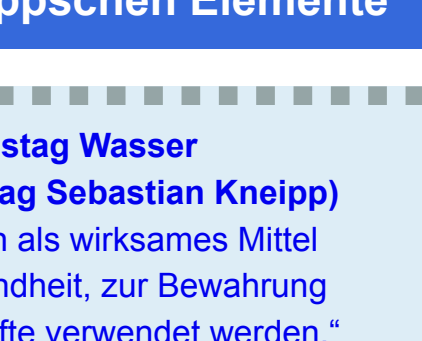 ppschen Elemente
stag Wasser
ag Sebastian Kneipp)
als wirksames Mittel
ndheit, zur Bewahrung
fte verwendet werden.“